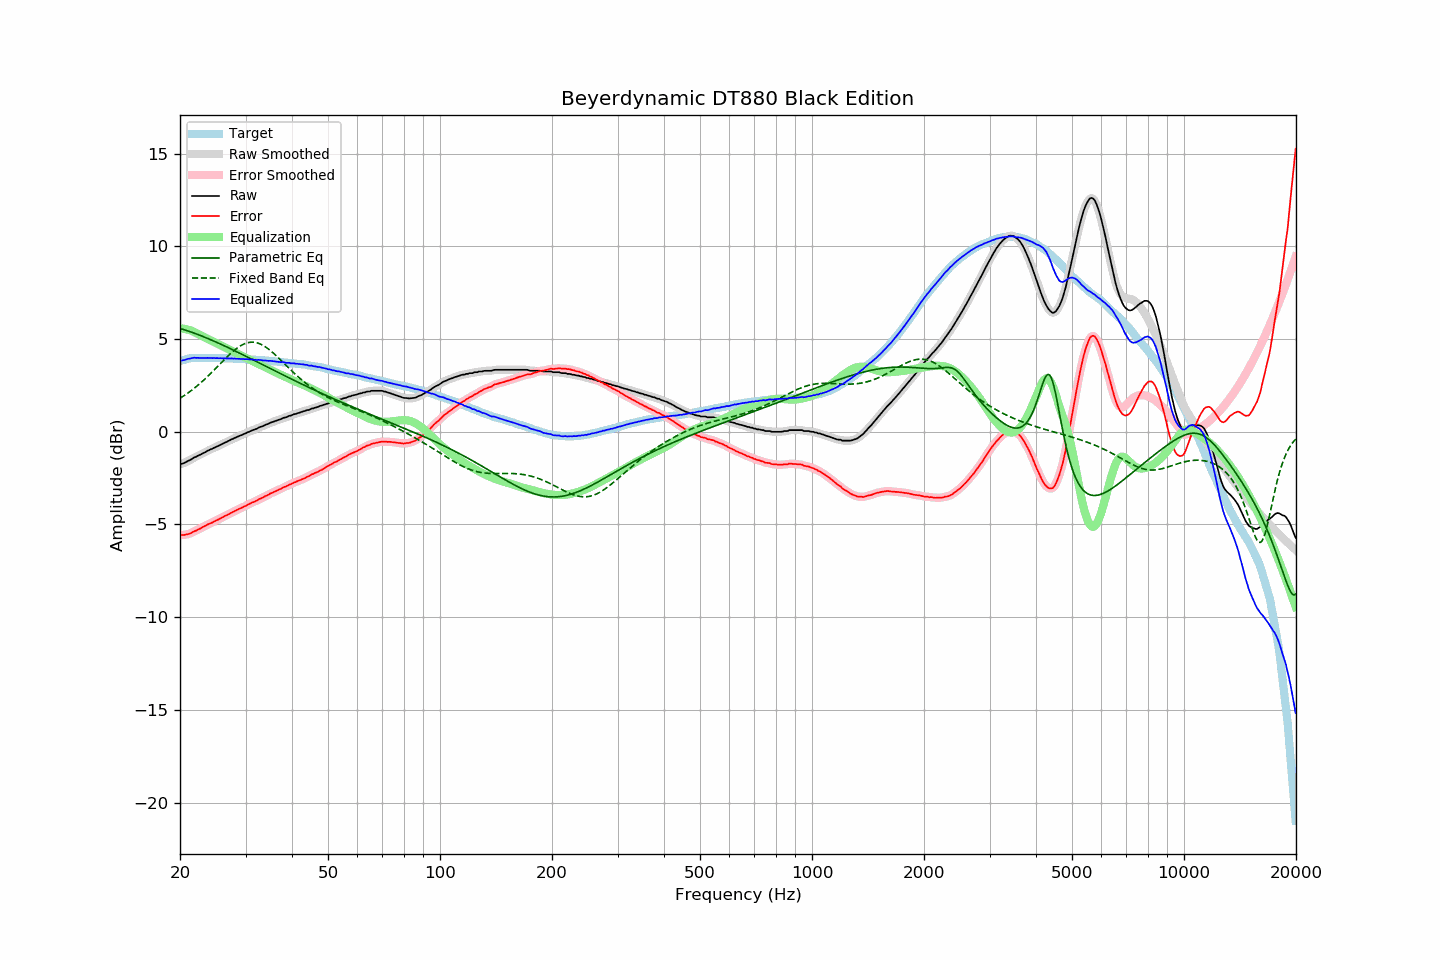 Beyerdynamic DT880 Black Edition
Target
Raw Smoothed
Error Smoothed
Raw
Error
Equalization
Parametric Eq
Fixed Band Eq
Equalized
15
10
5
0
−5
−10
−15
−20
Amplitude (dBr)
20
50
100
200
500
1000
2000
5000
10000
20000
Frequency (Hz)